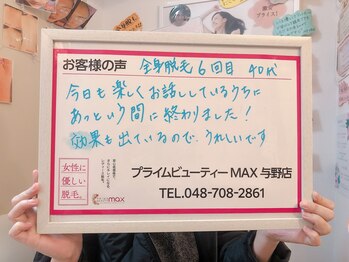 お客様の声 全身脱毛6回目 40代
今日も楽しくお話ししているうちに
あっという間に終わりました！
効果も出ているので、うれしいです
女性に
優しい
脱毛。
max
プライムビューティーMAX 与野店
TEL.048-708-2861